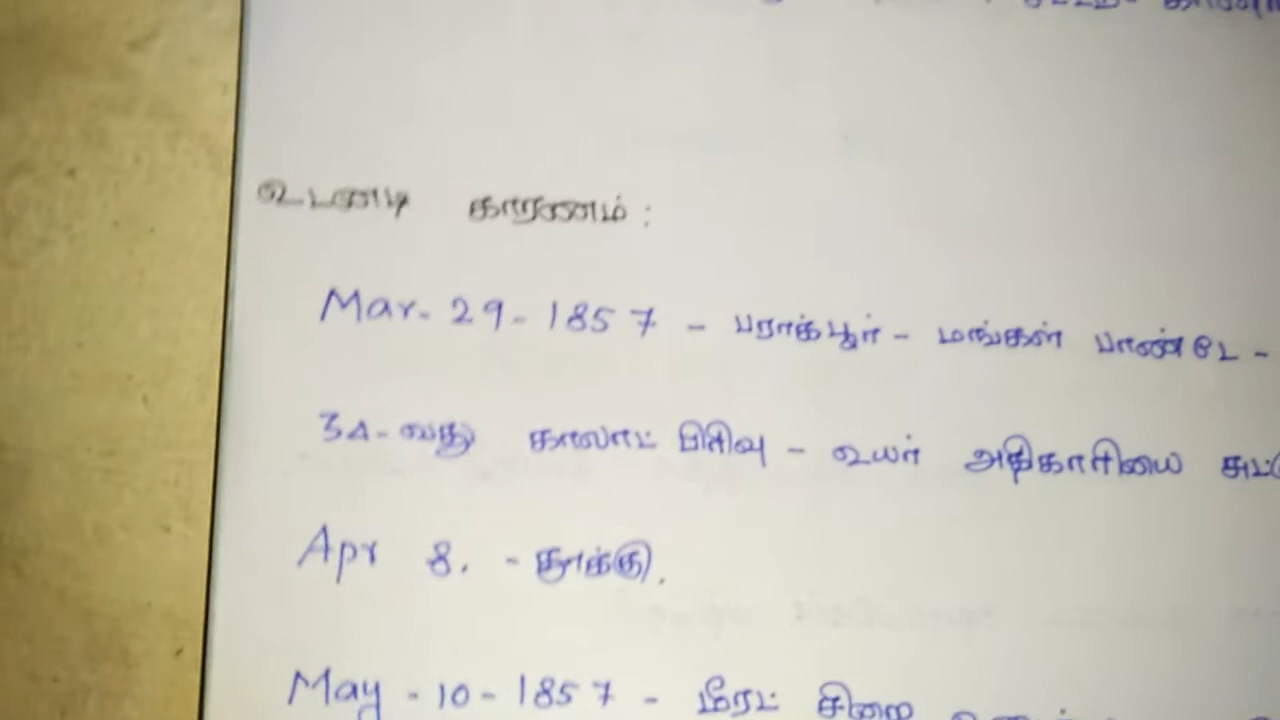 உடனடி காரணம் :
Mar- 29 - 1857 - பராக்பூர் - மங்கள் பாண்டே -
34-வது காலாட் பிரிவு - உயர் அதிகாரியை
Apr 8. - தூக்கு.
May - 10 - 1857 - மீரட் சிறை